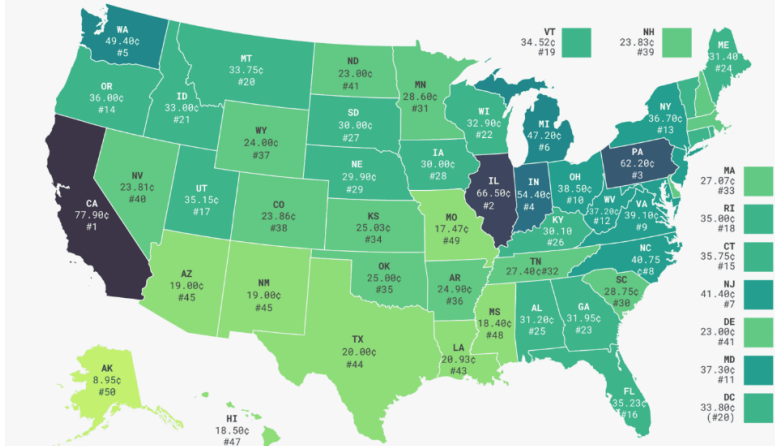 WA
49.40¢
#5
OR
36.00¢
#14
CA
77.90¢
#1
NV
23.81¢
#40
ID
33.00¢
#21
MT
33.75¢
#20
WY
24.00¢
#37
UT
35.15¢
#17
CO
23.86¢
#38
AZ
19.00¢
#45
NM
19.00¢
#45
ND
23.00¢
#41
SD
30.00¢
#27
NE
29.90¢
#29
KS
25.03¢
#34
OK
25.00¢
#35
TX
20.00¢
#44
MN
28.60¢
#31
IA
30.00¢
#28
MO
17.47¢
#49
AR
24.90¢
#36
LA
20.93¢
#43
WI
32.90¢
#22
IL
66.50¢
#2
MI
47.20¢
#6
IN
54.40¢
#4
OH
38.50¢
#10
KY
30.10
#26
TN
27.40¢#32
MS
18.40¢
#48
AL
31.20¢
#25
GA
31.95¢
#23
FL
35.23¢
#16
SC
28.75¢
#30
NC
40.75
¢#8
VA
39.10¢
#9
WV
37.20¢
#12
PA
62.20¢
#3
NY
36.70¢
#13
ME
31.40
#24
VT
34.52¢
#19
NH
23.83¢
#39
MA
27.07¢
#33
RI
35.00¢
#18
CT
35.75¢
#15
NJ
41.40¢
#7
DE
23.00¢
#41
MD
37.30¢
#11
DC
33.80¢
(#20)
AK
8.95¢
#50
HI
18.50¢
#47